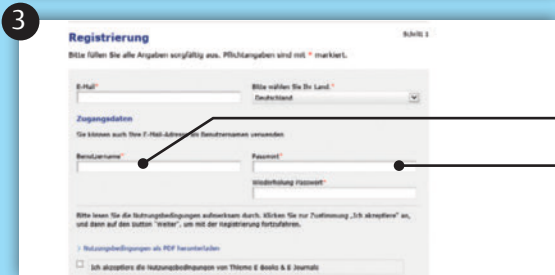 3
Registrierung
Schritt 1
Bitte füllen Sie alle Angaben sorgfältig aus. Pflichtangaben sind mit * markiert.
E-Mail*
Bitte wählen Sie Ihr Land.*
Deutschland
Zugangsdaten
Sie können auch Ihre E-Mail-Adresse als Benutzernamen verwenden
Benutzername*
Passwort*
Wiederholung Passwort*
Bitte lesen Sie die Nutzungsbedingungen aufmerksam durch. Klicken Sie zur Zustimmung „Ich akzeptiere" an,
und dann auf den Button "Weiter", um mit der Registrierung fortzufahren.
> Nutzungsbedingungen als PDF herunterladen
Ich akzeptiere die Nutzungsbedingungen von Thieme E-Books & E-Journals